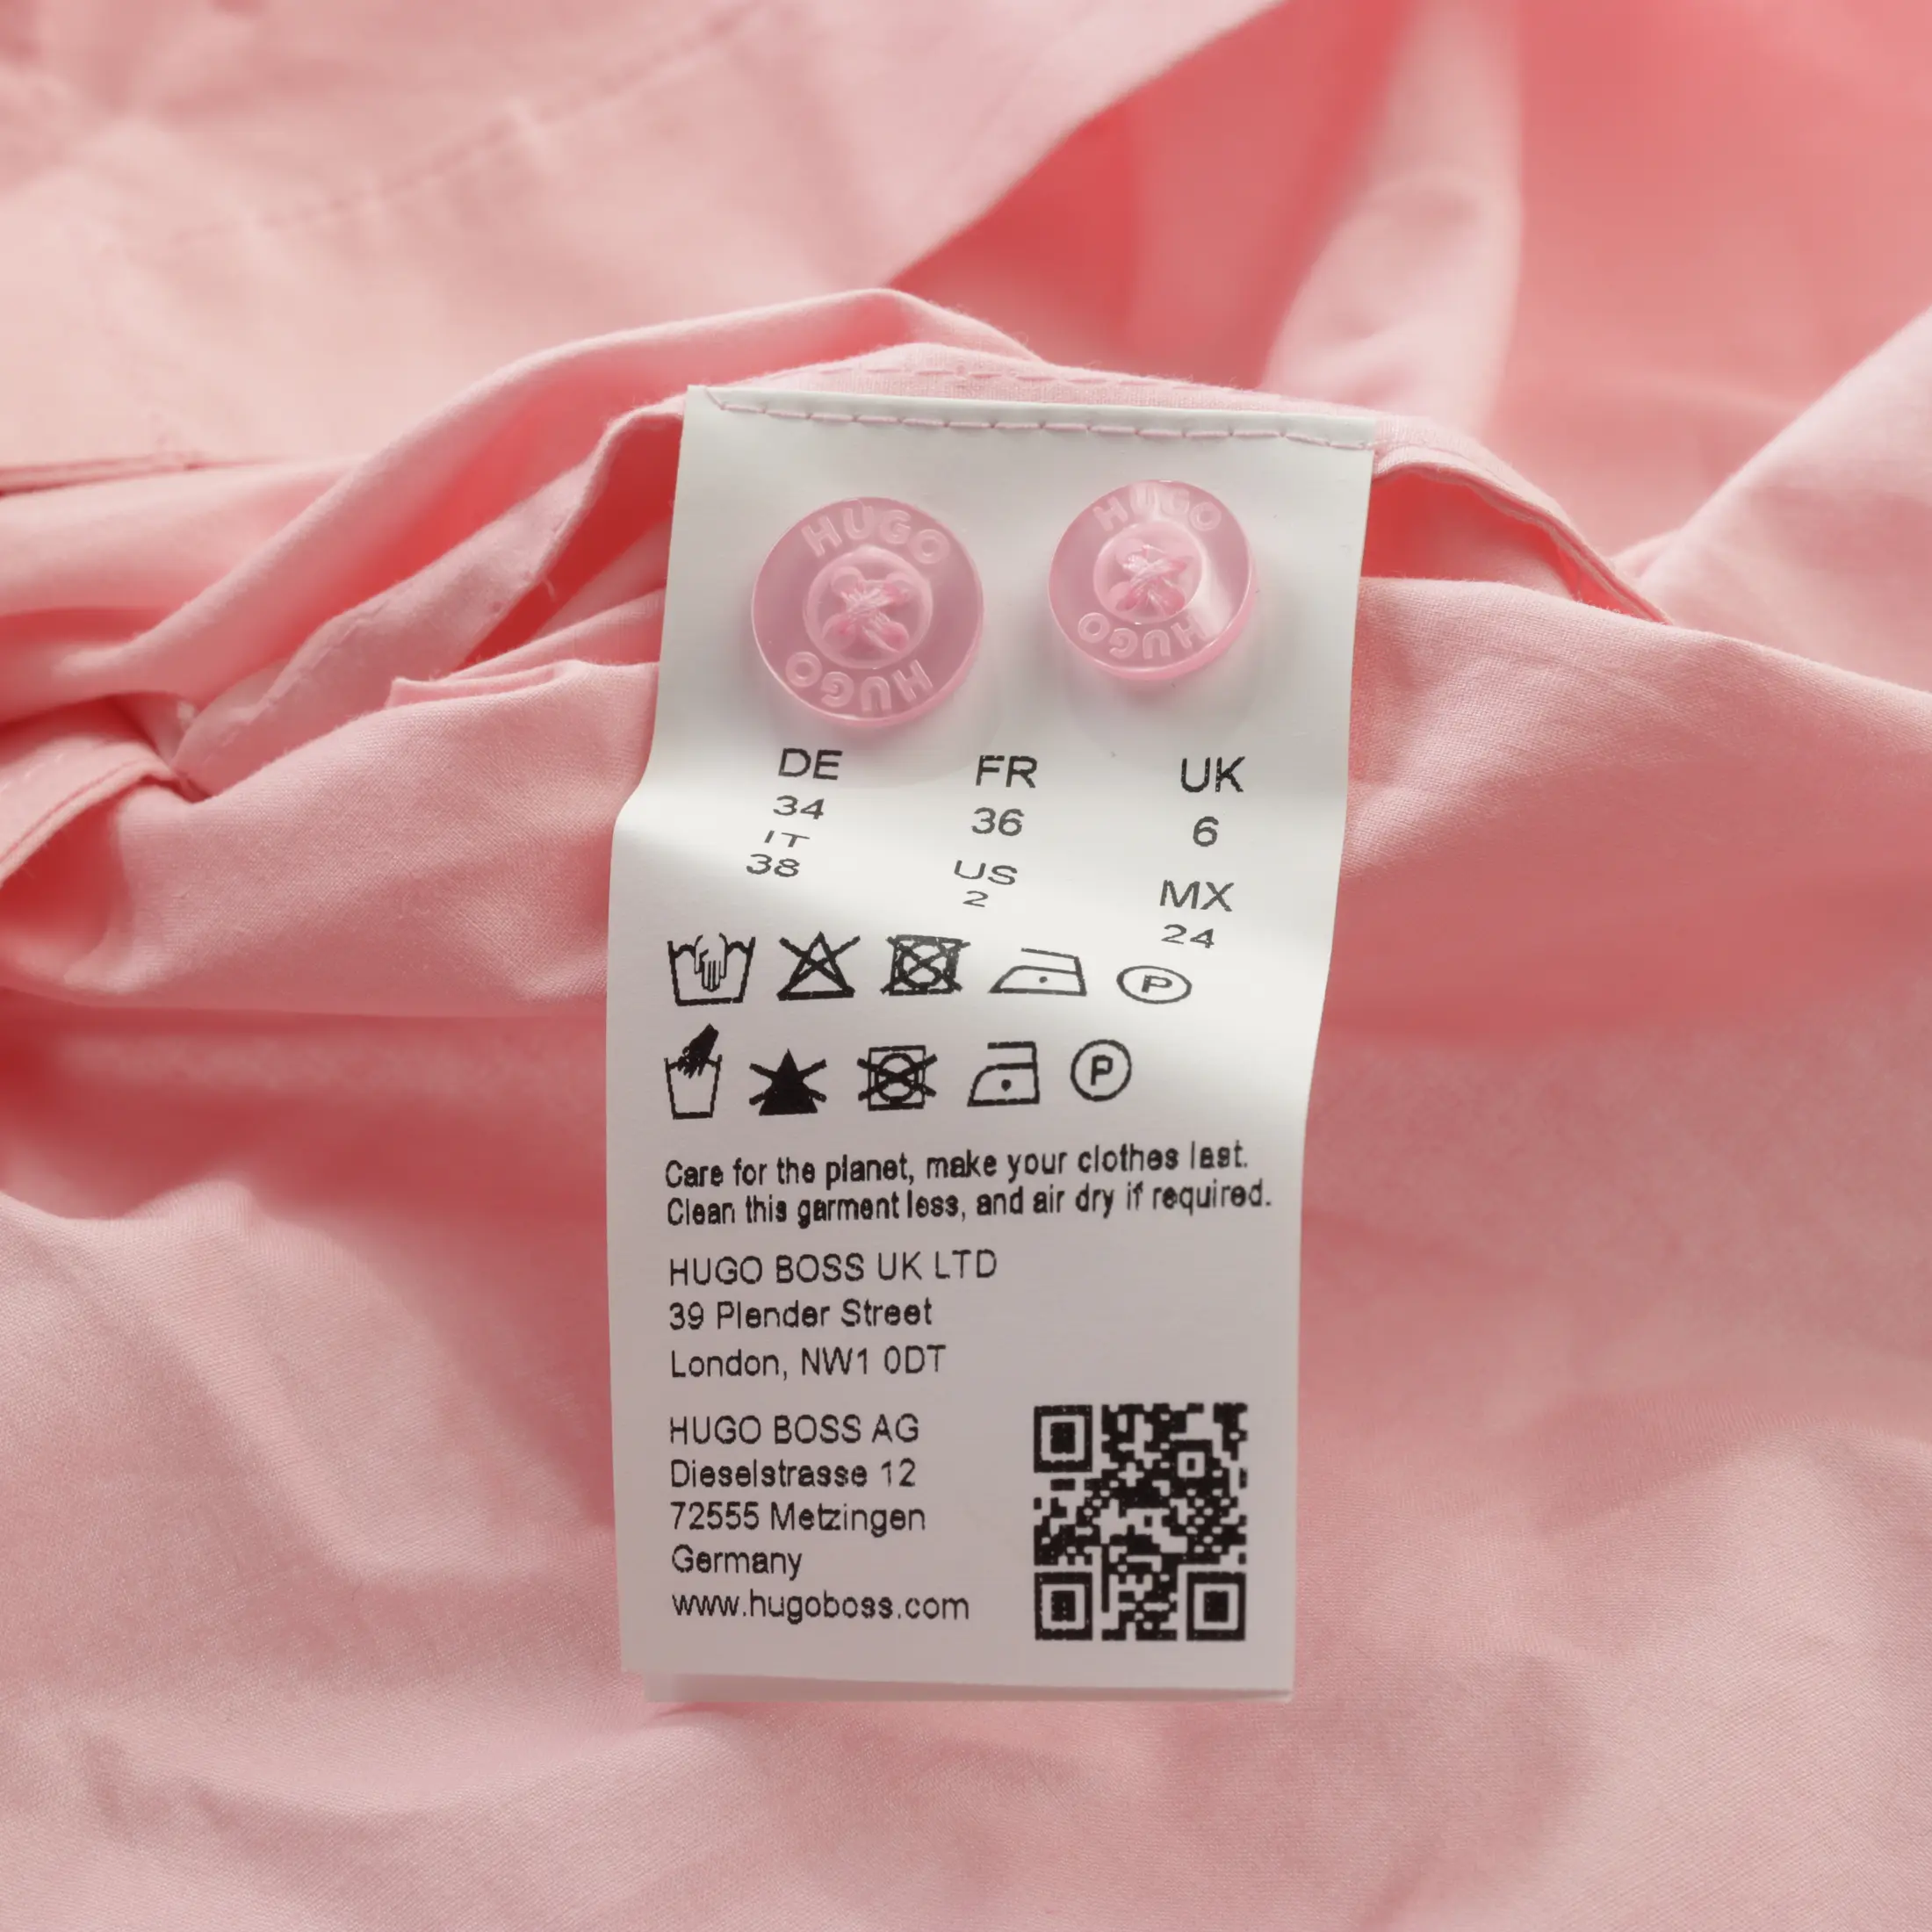 HUGO HUGO
HUGO HUGO
DE FR UK
34 36 6
IT US MX
38 2 24
P
P
Care for the planet, make your clothes last.
Clean this garment less, and air dry if required.
HUGO BOSS UK LTD
39 Plender Street
London, NW1 0DT
HUGO BOSS AG
Dieselstrasse 12
72555 Metzingen
Germany
www.hugoboss.com